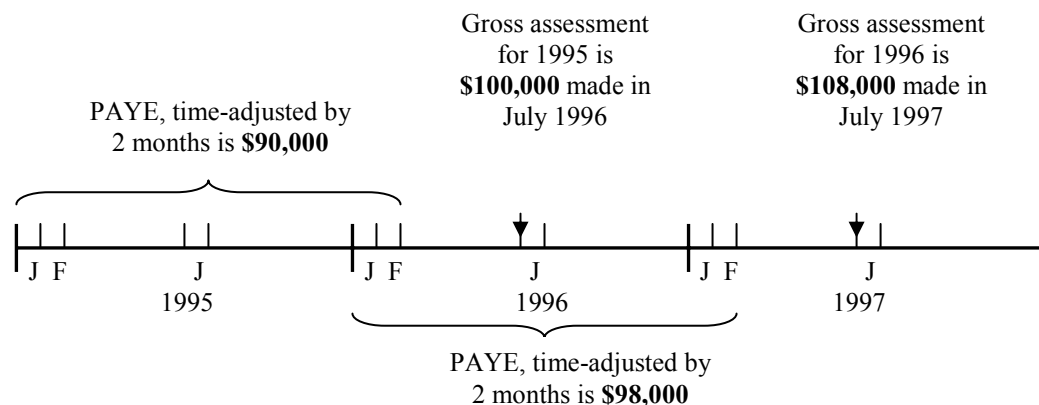 Gross assessment
for 1995 is
$100,000 made in
July 1996
Gross assessment
for 1996 is
$108,000 made in
July 1997
PAYE, time-adjusted by
2 months is $90,000
J F J J F J J F J
1995 1996 1997
PAYE, time-adjusted by
2 months is $98,000